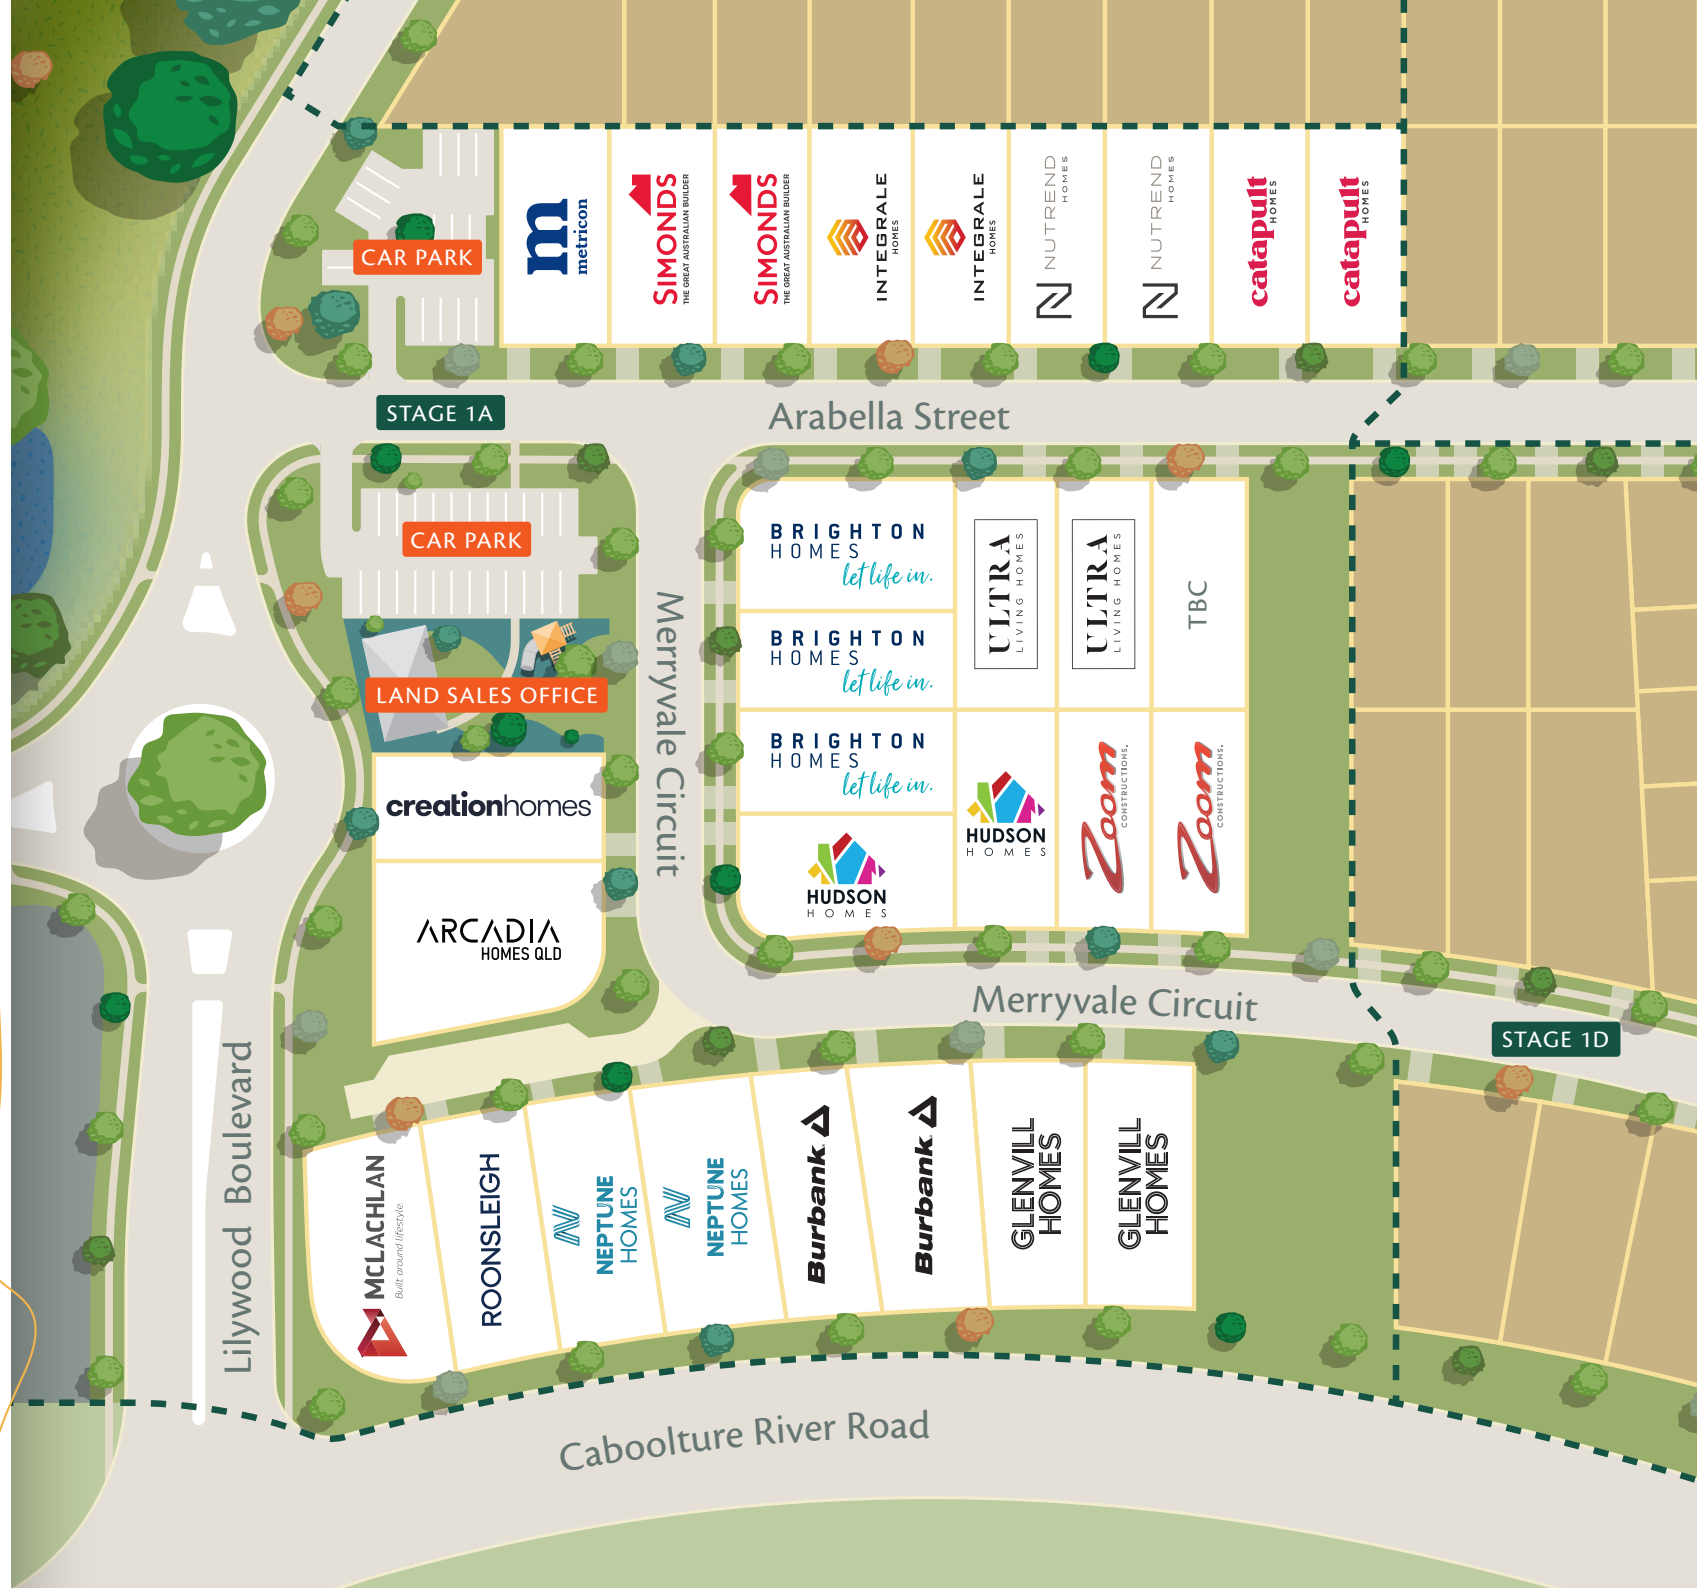 metricon
SIMONDS
THE GREAT AUSTRALIAN BUILDER
SIMONDS
THE GREAT AUSTRALIAN BUILDER
INTEGRALE
HOMES
INTEGRALE
HOMES
NUTREND
HOMES
NUTREND
HOMES
catapult
HOMES
catapult
HOMES
CAR PARK
STAGE 1A
Arabella Street
CAR PARK
LAND SALES OFFICE
Merryvale Circuit
BRIGHTON
HOMES
let life in.
BRIGHTON
HOMES
let life in.
BRIGHTON
HOMES
let life in.
HUDSON
HOMES
ULTRA
LIVING HOMES
ULTRA
LIVING HOMES
TBC
HUDSON
HOMES
Zoom
CONSTRUCTIONS.
Zoom
CONSTRUCTIONS.
creationhomes
ARCADIA
HOMES QLD
Merryvale Circuit
STAGE 1D
Lilywood Boulevard
MCLACHLAN
Built around lifestyle.
ROONSLEIGH
NEPTUNE
HOMES
NEPTUNE
HOMES
Burbank
Burbank
GLENVILL
HOMES
GLENVILL
HOMES
Caboolture River Road